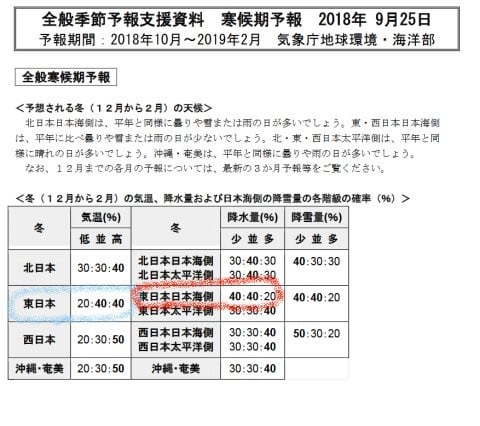 全般季節予報支援資料　寒候期予報　2018年 9月25日
予報期間：2018年10月～2019年2月　気象庁地球環境・海洋部
全般寒候期予報
＜予想される冬（１２月から２月）の天候＞
北日本日本海側は、平年と同様に曇りや雪または雨の日が多いでしょう。東・西日本日本海側
は、平年に比べ曇りや雪または雨の日が少ないでしょう。北・東・西日本太平洋側は、平年と同
様に晴れの日が多いでしょう。沖縄・奄美は、平年と同様に曇りや雨の日が多いでしょう。
なお、１２月までの各月の予報については、最新の３か月予報等をご覧ください。
＜冬（１２月から２月）の気温、降水量および日本海側の降雪量の各階級の確率（％）＞
冬 気温(%) 冬 降水量(%) 降雪量(%)
低 並 高 少 並 多 少 並 多
北日本 30:30:40 北日本日本海側 30:40:30 40:30:30
北日本太平洋側 30:40:30
東日本 20:40:40 東日本日本海側 40:40:20 40:40:20
東日本太平洋側 30:30:40
西日本 20:30:50 西日本日本海側 30:30:40 50:30:20
西日本太平洋側 30:30:40
沖縄・奄美 20:30:50 沖縄・奄美 30:30:40